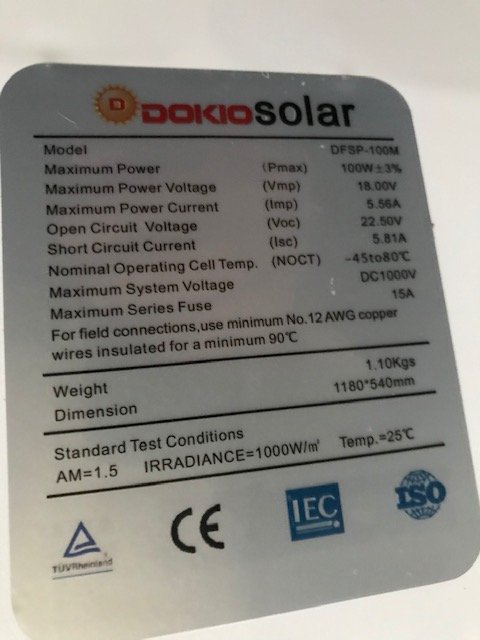 D DOKIO solar
Model DFSP-100M
Maximum Power (Pmax) 100W±3%
Maximum Power Voltage (Vmp) 18.00V
Maximum Power Current (Imp) 5.56A
Open Circuit Voltage (Voc) 22.50V
Short Circuit Current (Isc) 5.81A
Nominal Operating Cell Temp. (NOCT) -45to80℃
Maximum System Voltage DC1000V
Maximum Series Fuse 15A
For field connections,use minimum No.12 AWG copper
wires insulated for a minimum 90℃
Weight 1.10Kgs
Dimension 1180*540mm
Standard Test Conditions
AM=1.5 IRRADIANCE=1000W/㎡ Temp.=25℃
TÜVRheinland CE IEC ISO